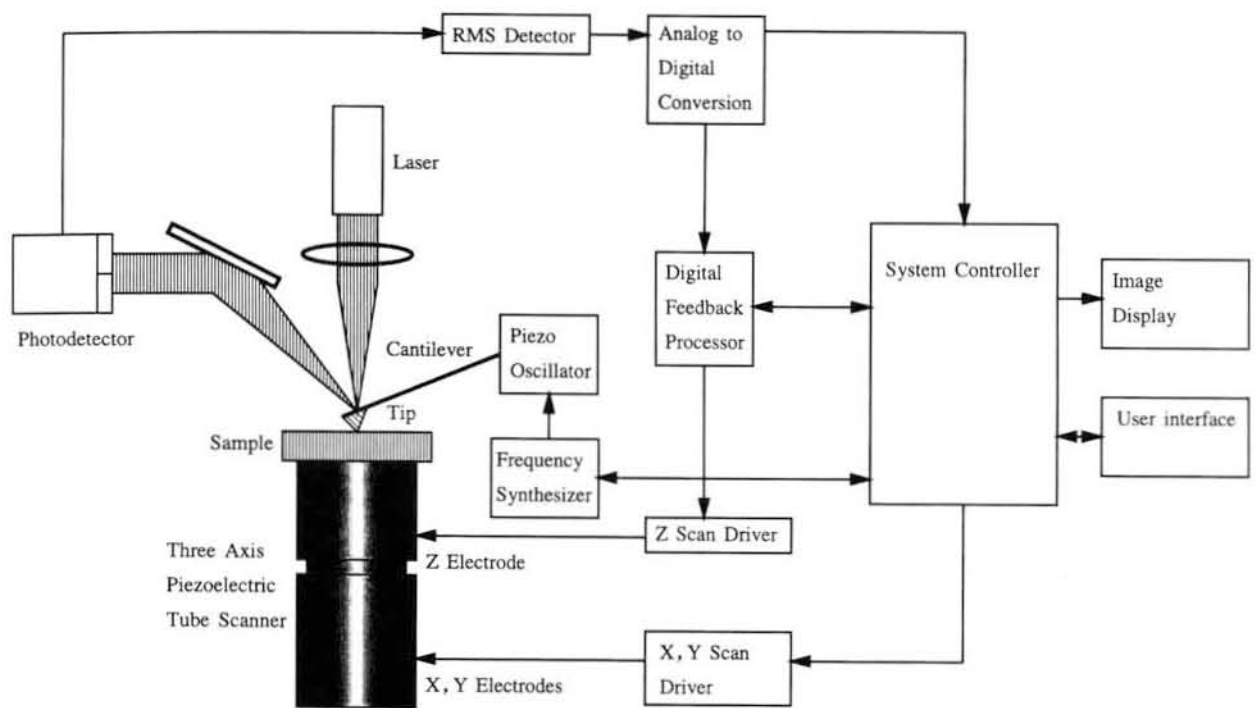 RMS Detector
Analog to
Digital
Conversion
Laser
Photodetector
Cantilever
Tip
Piezo
Oscillator
Digital
Feedback
Processor
System Controller
Image
Display
User interface
Sample
Frequency
Synthesizer
Z Scan Driver
Z Electrode
Three Axis
Piezoelectric
Tube Scanner
X, Y Scan
Driver
X, Y Electrodes